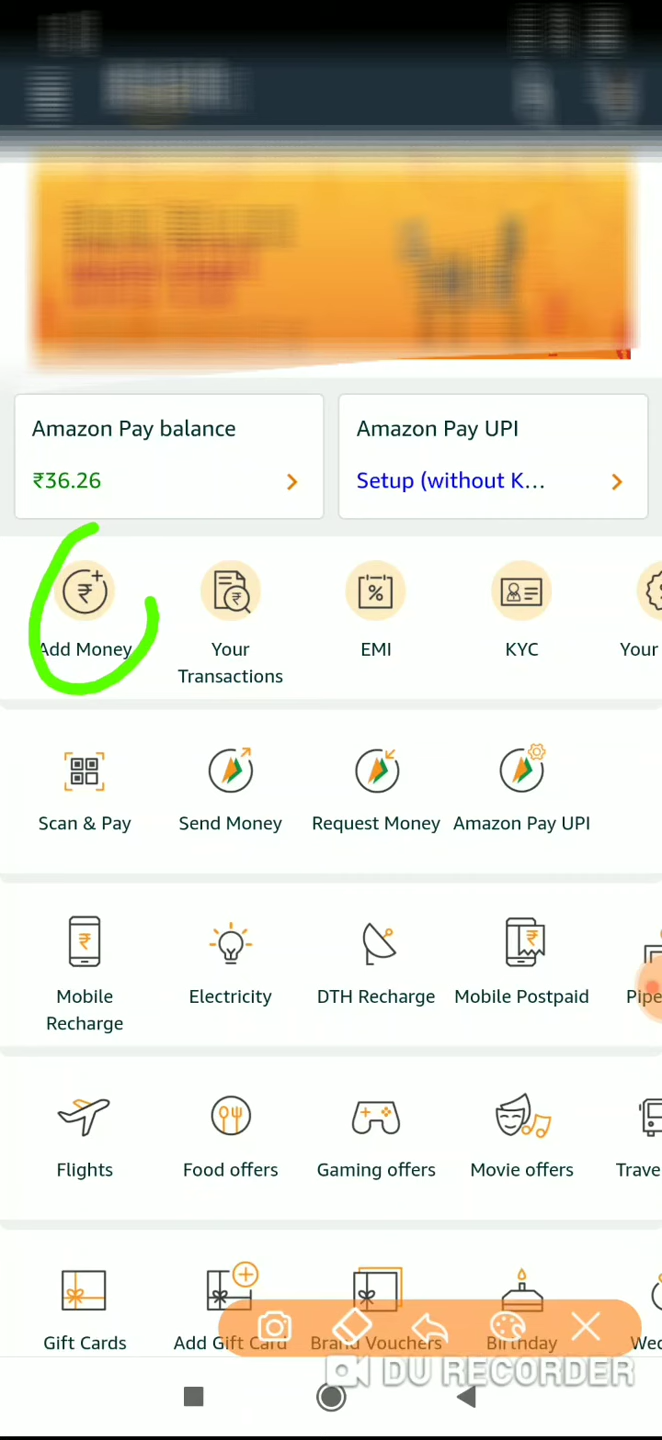 Amazon Pay balance
Amazon Pay UPI
₹36.26
Setup (without K...
Add Money
Your
Transactions
EMI
KYC
Your
Scan & Pay
Send Money
Request Money
Amazon Pay UPI
Mobile
Recharge
Electricity
DTH Recharge
Mobile Postpaid
Pipe
Flights
Food offers
Gaming offers
Movie offers
Trave
Gift Cards
Add Gift Card
Brand Vouchers
Birthday
Wed
DU RECORDER